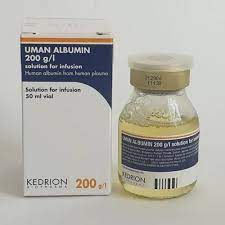 UMAN ALBUMIN
200 g/l
solution for infusion
Human albumin from human plasma
Solution for infusion
50 ml vial
KEDRION
BIOPHARMA
200 g/l
UMAN ALBUMIN 200 g/l solution for
KEDRION